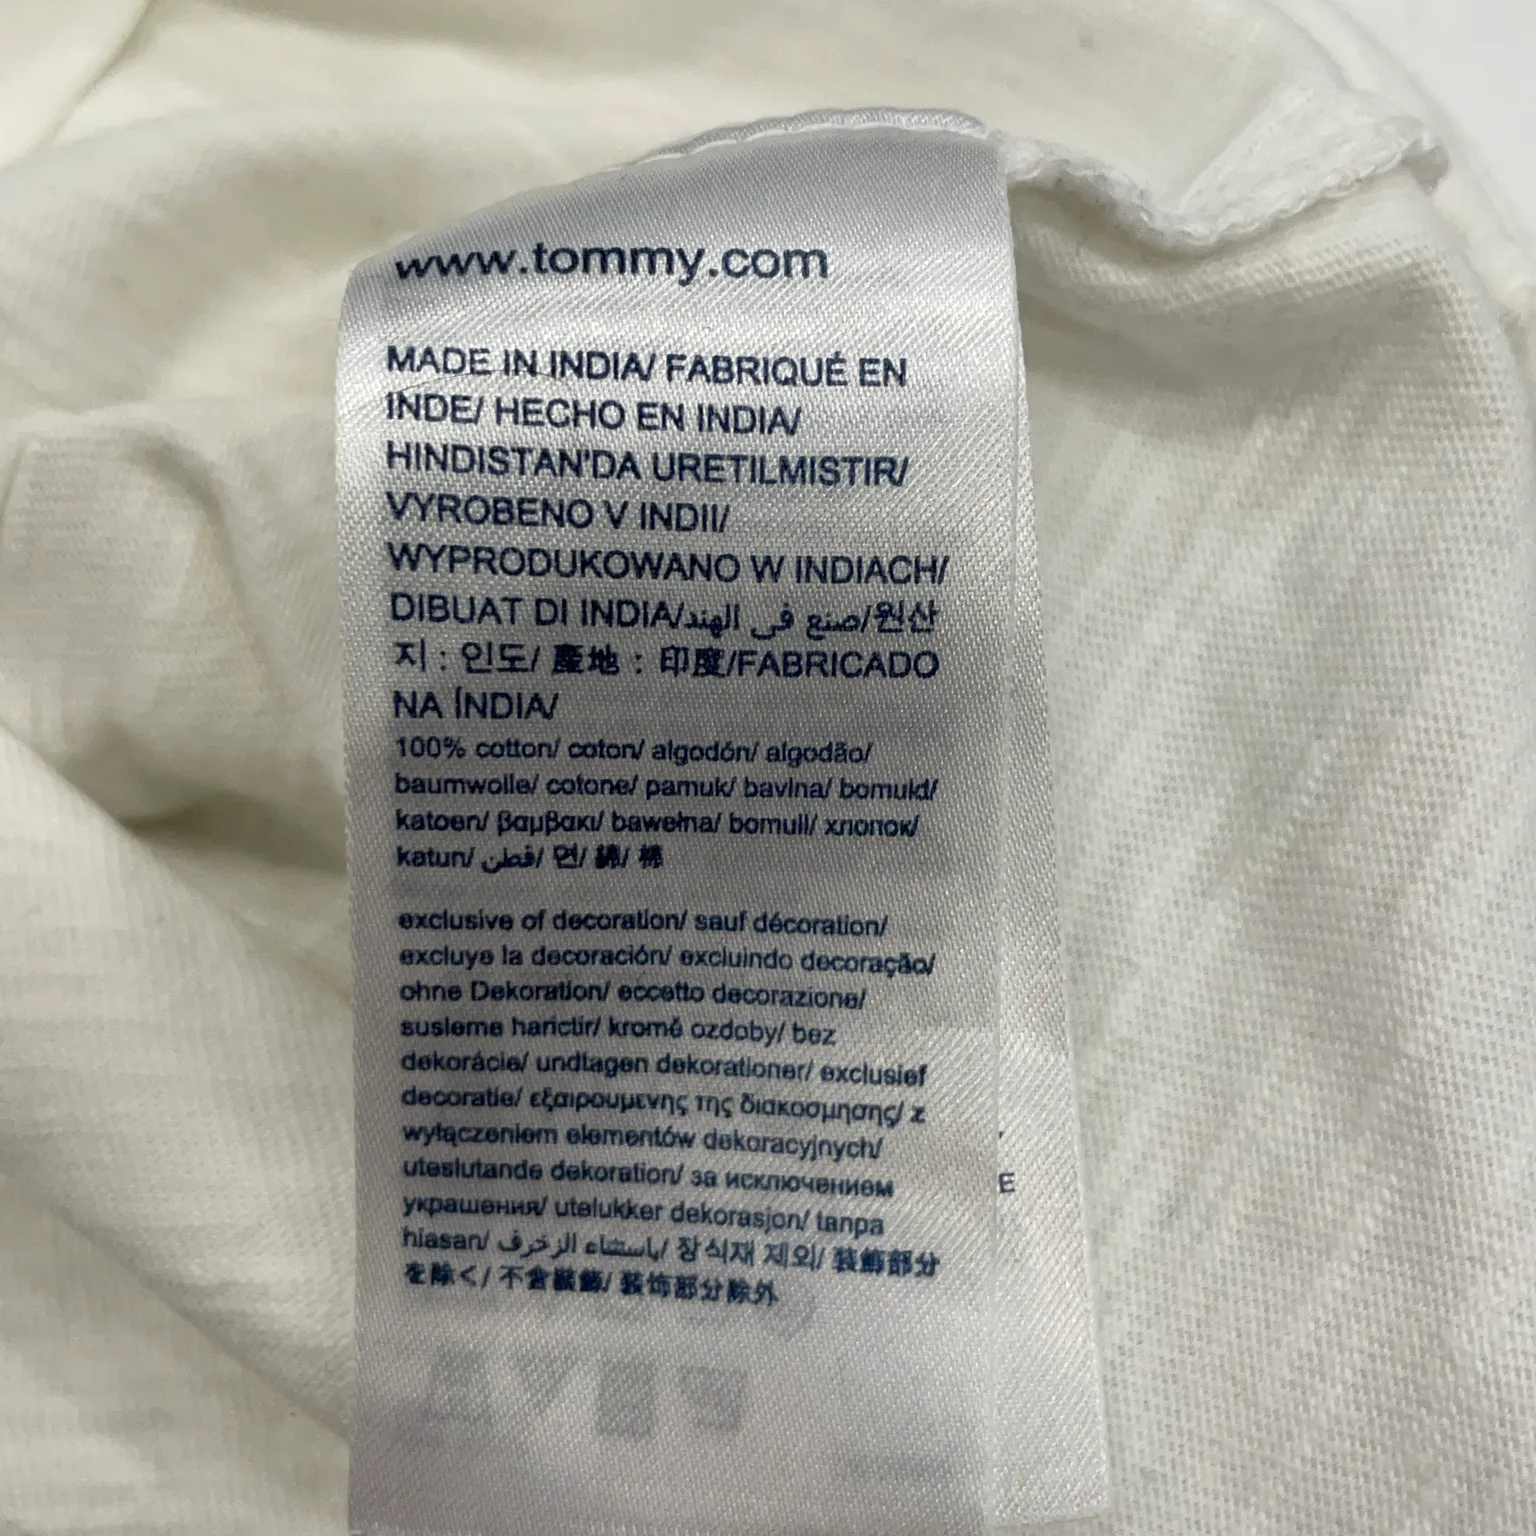 www.tommy.com
MADE IN INDIA/ FABRIQUÉ EN
INDE/ HECHO EN INDIA/
HINDISTAN'DA URETILMISTIR/
VYROBENO V INDII/
WYPRODUKOWANO W INDIACH/
DIBUAT DI INDIA/صنع في الهند/원산
지 : 인도/ 產地 : 印度/FABRICADO
NA ÍNDIA/
100% cotton/ coton/ algodón/ algodão/
baumwolle/ cotone/ pamuk/ bavlna/ bomuld/
katoen/ βαμβακι/ bawełna/ bomull/ хлопок/
katun/ قطن/ 면/ 綿/ 棉
exclusive of decoration/ sauf décoration/
excluye la decoración/ excluindo decoração/
ohne Dekoration/ eccetto decorazione/
susleme harictir/ kromě ozdoby/ bez
dekorácie/ undtagen dekorationer/ exclusief
decoratie/ εξαιρουμενης της διακοσμησης/ z
wyłączeniem elementów dekoracyjnych/
uteslutande dekoration/ за исключением
украшения/ utelukker dekorasjon/ tanpa
hiasan/ باستثناء الزخرف/ 장식재 제외/ 装飾部分
を除く/ 不含裝飾/ 装饰部分除外
E